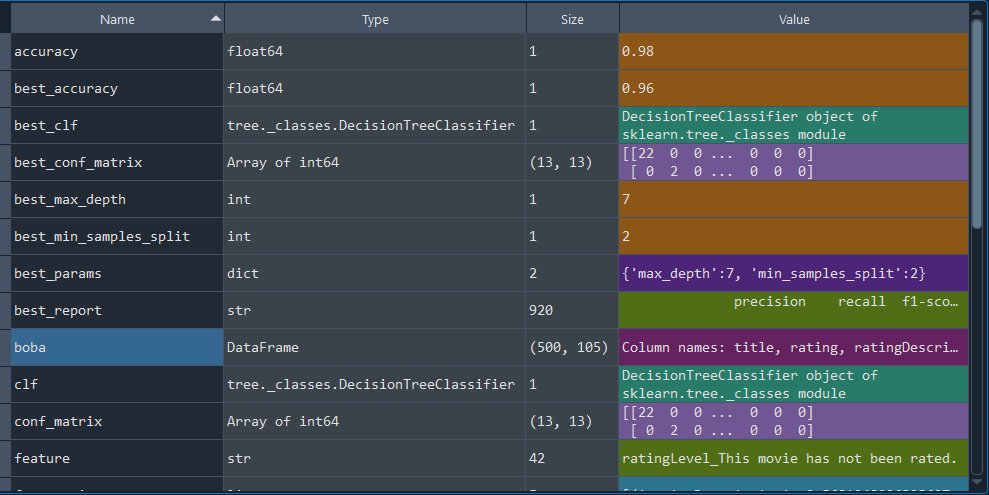 Name Type Size Value
accuracy float64 1 0.98
best_accuracy float64 1 0.96
best_clf tree._classes.DecisionTreeClassifier 1 DecisionTreeClassifier object of
sklearn.tree._classes module
best_conf_matrix Array of int64 (13, 13) [[22 0 0 ... 0 0 0]
[ 0 2 0 ... 0 0 0]
best_max_depth int 1 7
best_min_samples_split int 1 2
best_params dict 2 {'max_depth':7, 'min_samples_split':2}
best_report str 920 precision recall f1-sco…
boba DataFrame (500, 105) Column names: title, rating, ratingDescri…
clf tree._classes.DecisionTreeClassifier 1 DecisionTreeClassifier object of
sklearn.tree._classes module
conf_matrix Array of int64 (13, 13) [[22 0 0 ... 0 0 0]
[ 0 2 0 ... 0 0 0]
feature str 42 ratingLevel_This movie has not been rated.